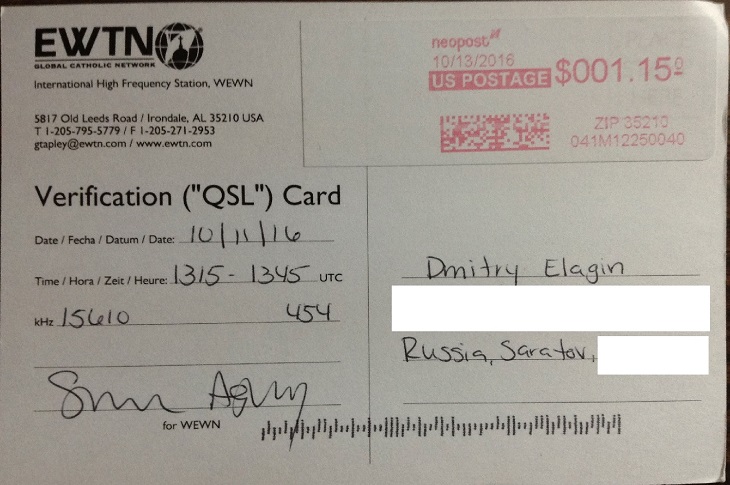 EWTN
GLOBAL CATHOLIC NETWORK
International High Frequency Station, WEWN
5817 Old Leeds Road / Irondale, AL 35210 USA
T 1-205-795-5779 / F 1-205-271-2953
gtapley@ewtn.com / www.ewtn.com
neopost
10/13/2016
US POSTAGE $001.15⁰
ZIP 35210
041M12250040
Verification ("QSL") Card
Date / Fecha / Datum / Date: 10/11/16
Time / Hora / Zeit / Heure: 1315 - 1345 UTC
kHz 15610 454
for WEWN
Dmitry Elagin
Russia, Saratov,